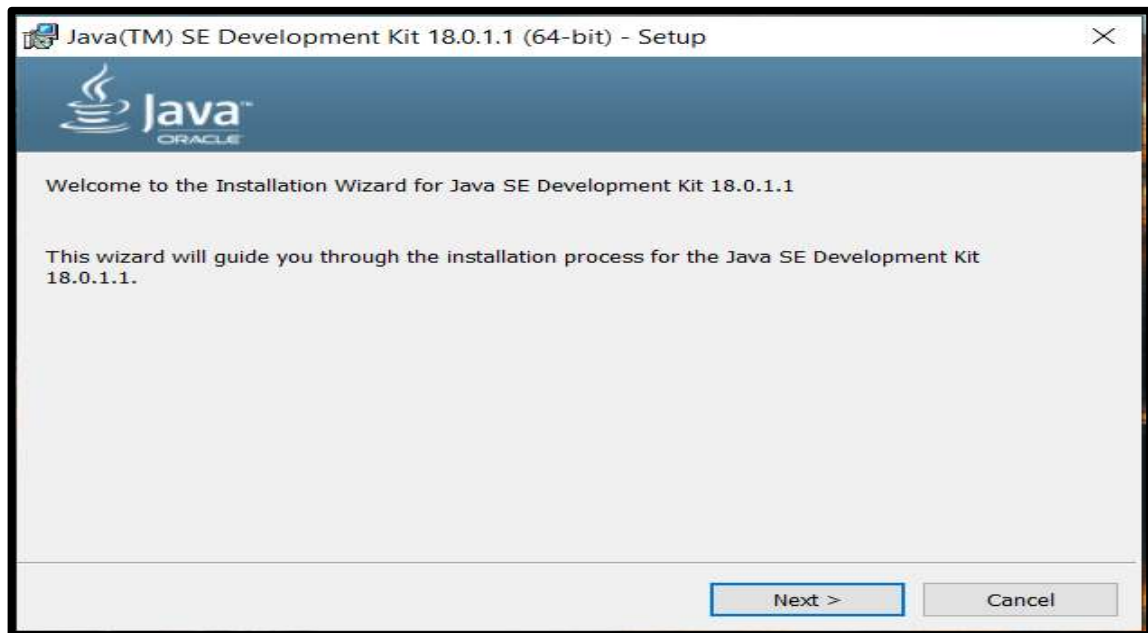 Java(TM) SE Development Kit 18.0.1.1 (64-bit) - Setup
Java™
ORACLE
Welcome to the Installation Wizard for Java SE Development Kit 18.0.1.1
This wizard will guide you through the installation process for the Java SE Development Kit
18.0.1.1.
Next >
Cancel